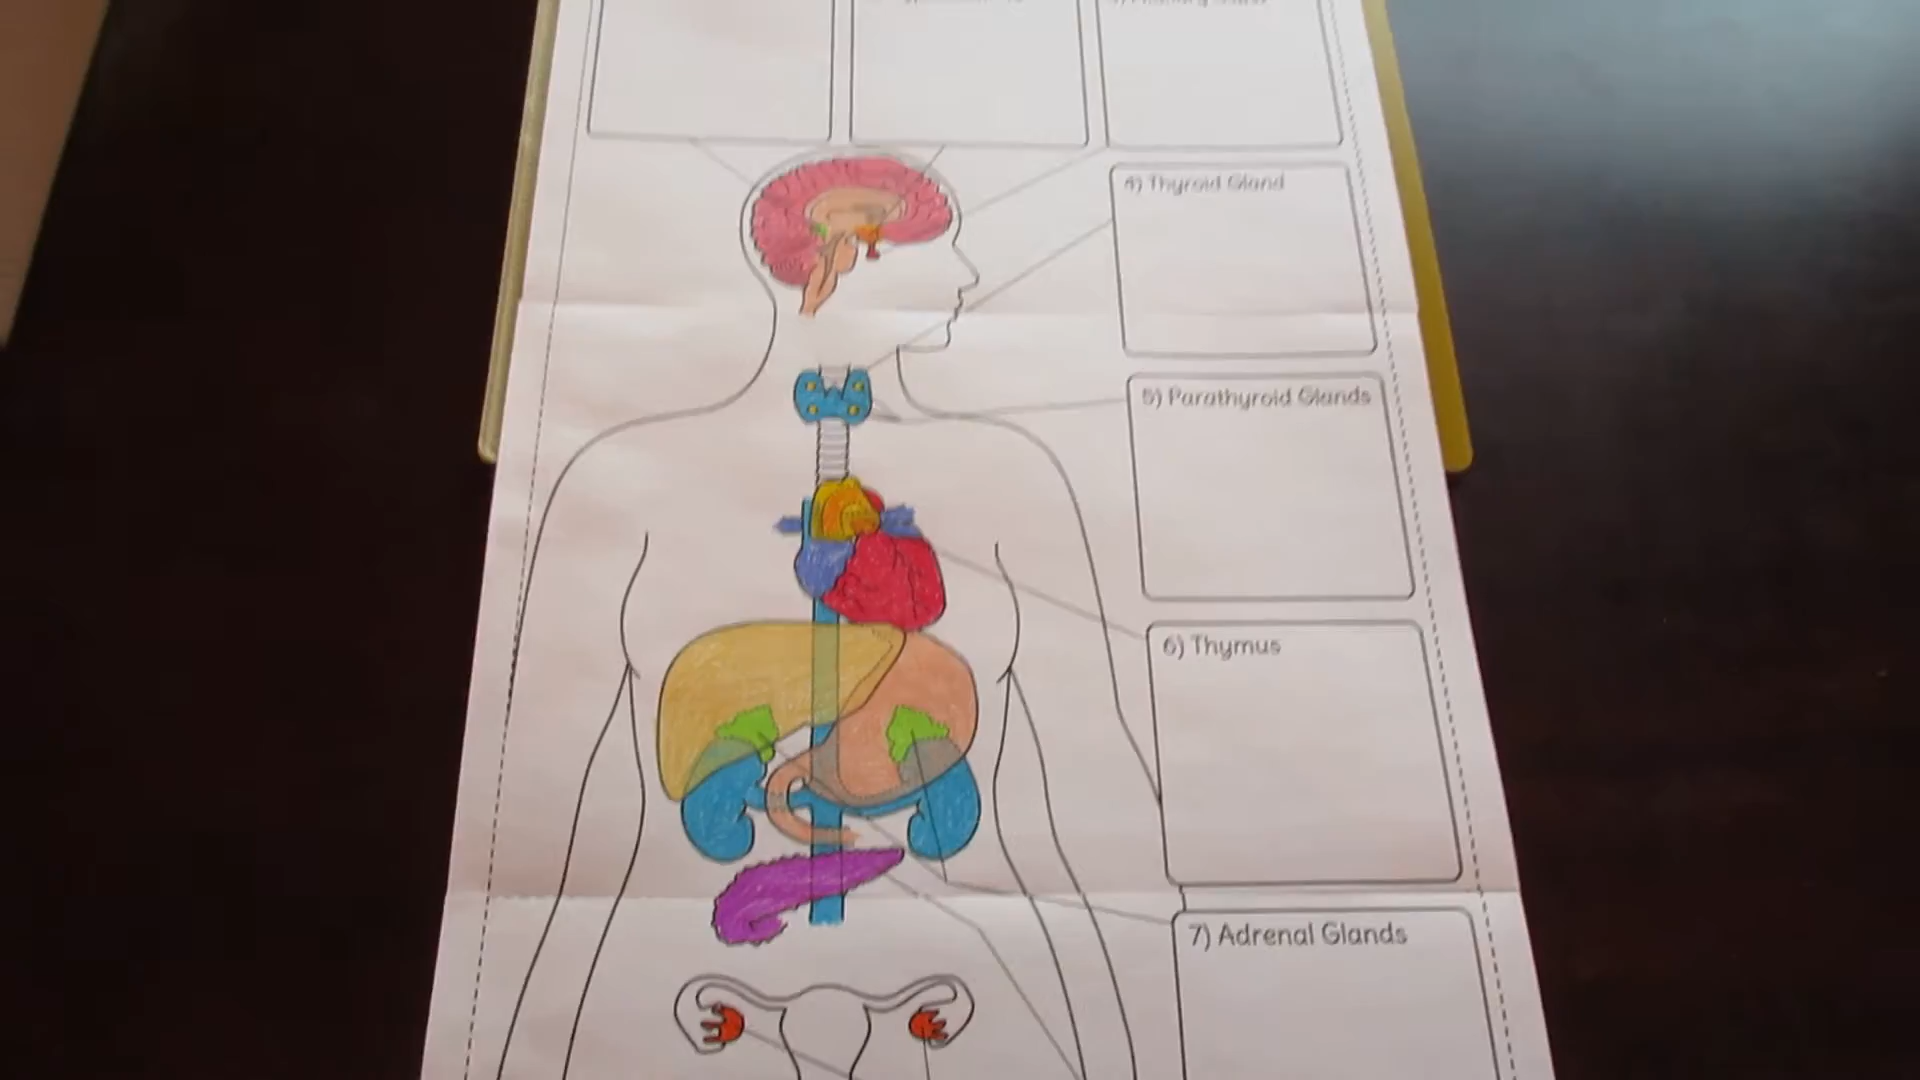 4) Thyroid Gland
5) Parathyroid Glands
6) Thymus
7) Adrenal Glands